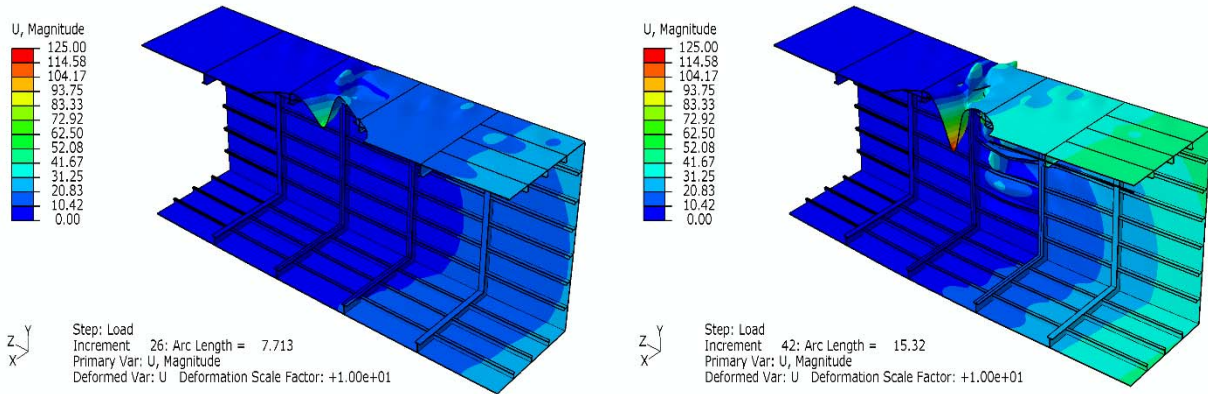 U, Magnitude
125.00
114.58
104.17
93.75
83.33
72.92
62.50
52.08
41.67
31.25
20.83
10.42
0.00
Y
Z
X
Step: Load
Increment 26: Arc Length = 7.713
Primary Var: U, Magnitude
Deformed Var: U Deformation Scale Factor: +1.00e+01
U, Magnitude
125.00
114.58
104.17
93.75
83.33
72.92
62.50
52.08
41.67
31.25
20.83
10.42
0.00
Y
Z
X
Step: Load
Increment 42: Arc Length = 15.32
Primary Var: U, Magnitude
Deformed Var: U Deformation Scale Factor: +1.00e+01